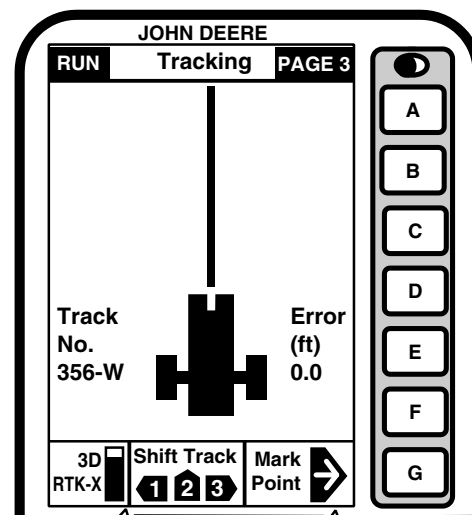 JOHN DEERE
RUN Tracking PAGE 3
A
B
C
D
E
F
G
Track
No.
356-W
Error
(ft)
0.0
3D
RTK-X
Shift Track
1 2 3
Mark
Point